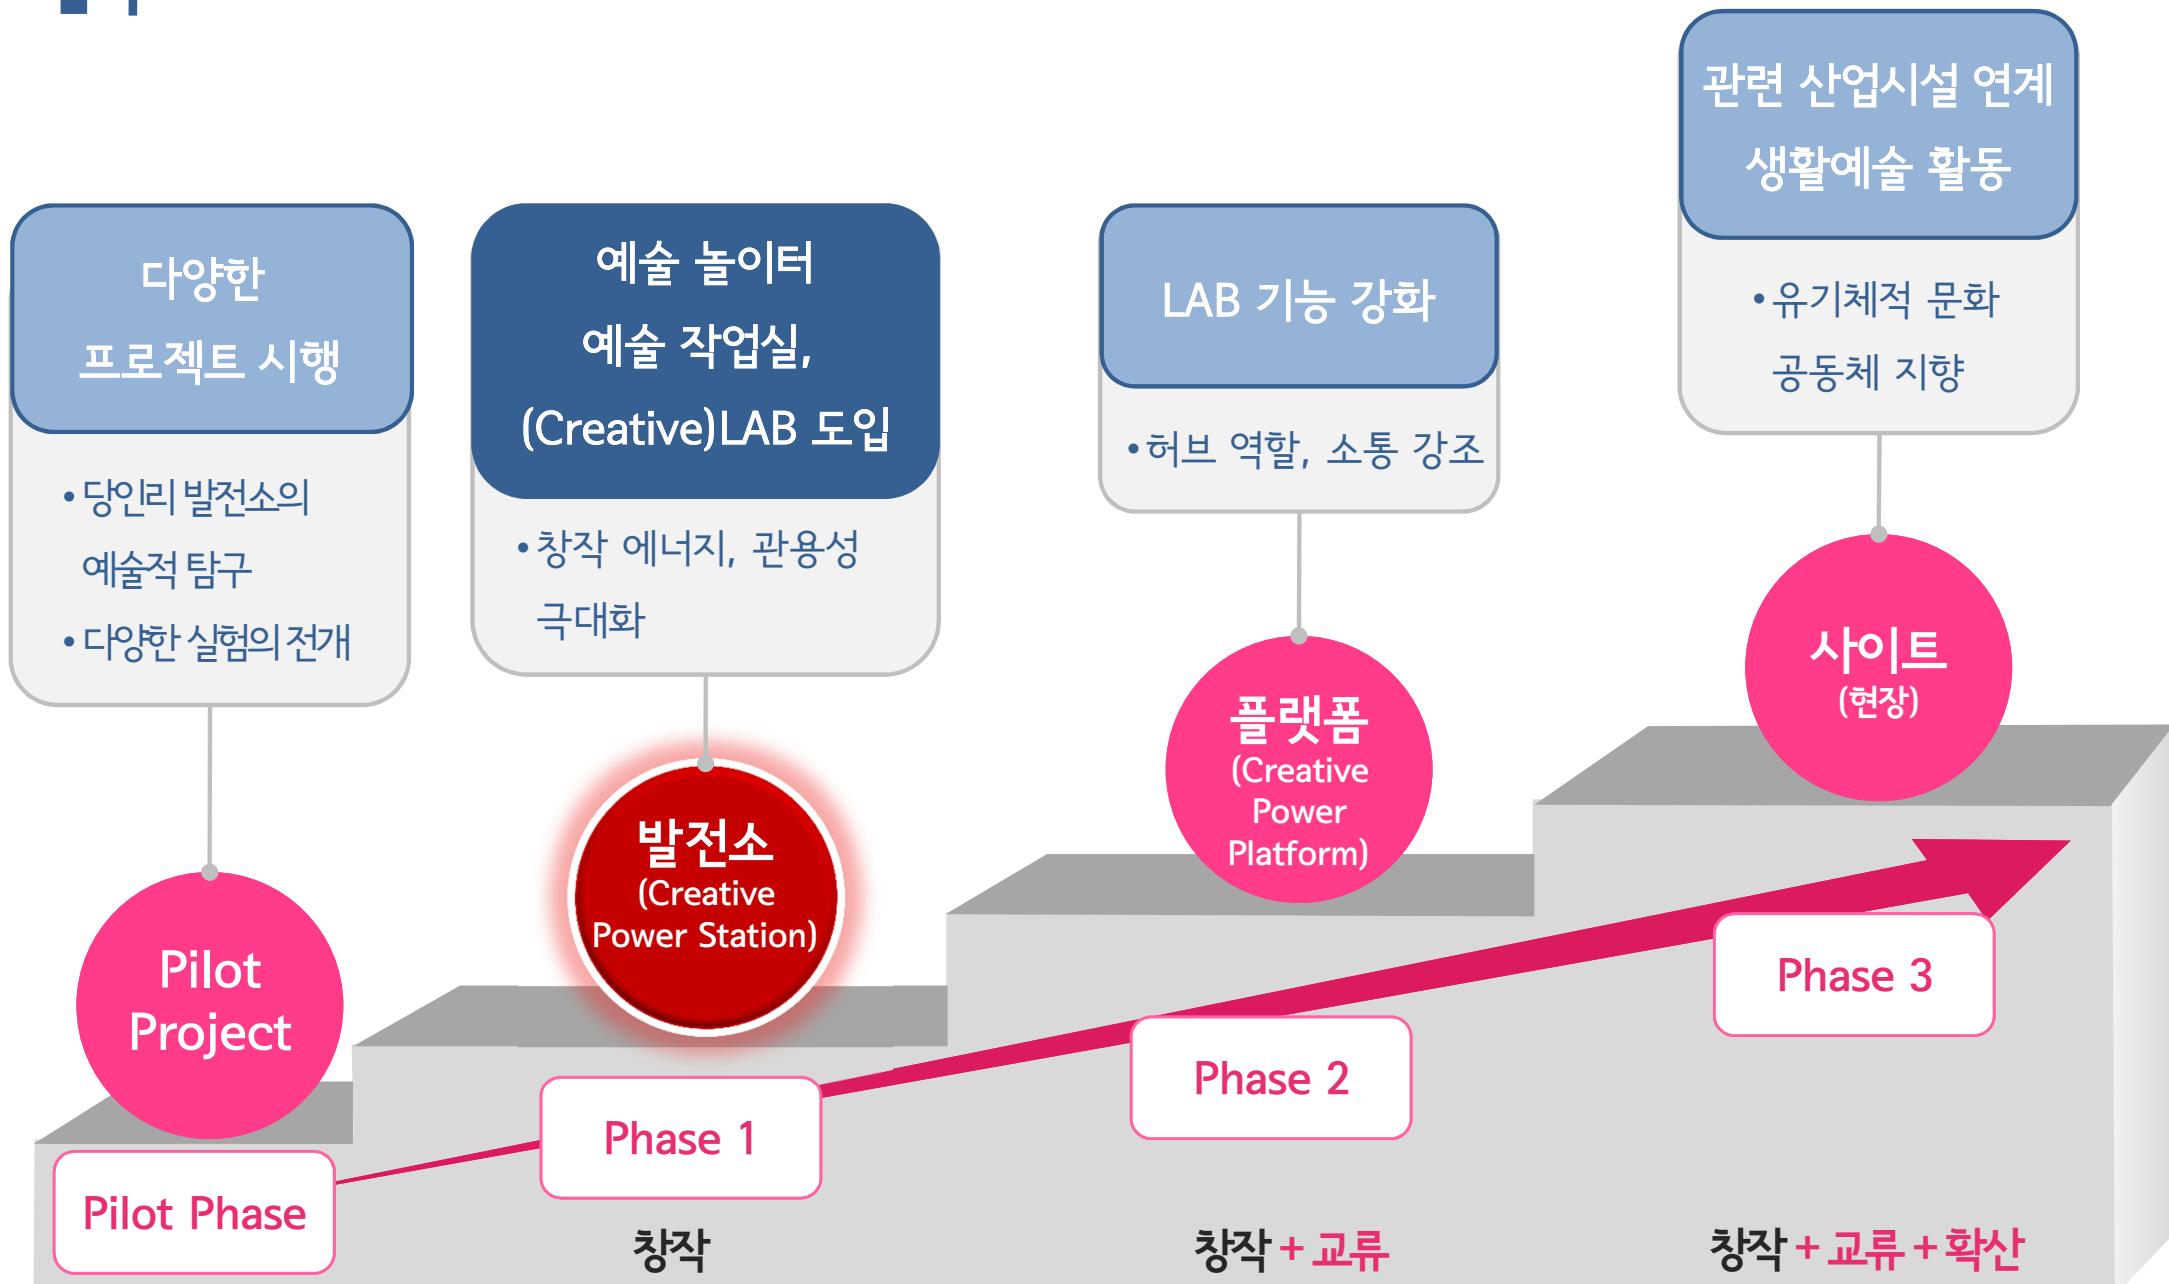 다양한
프로젝트 시행
• 당인리 발전소의
예술적 탐구
• 다양한 실험의 전개
Pilot
Project
Pilot Phase
예술 놀이터
예술 작업실,
(Creative)LAB 도입
• 창작 에너지, 관용성
극대화
발전소
(Creative
Power Station)
Phase 1
창작
LAB 기능 강화
• 허브 역할, 소통 강조
플랫폼
(Creative
Power
Platform)
Phase 2
창작 + 교류
관련 산업시설 연계
생활예술 활동
• 유기체적 문화
공동체 지향
사이트
(현장)
Phase 3
창작 + 교류 + 확산